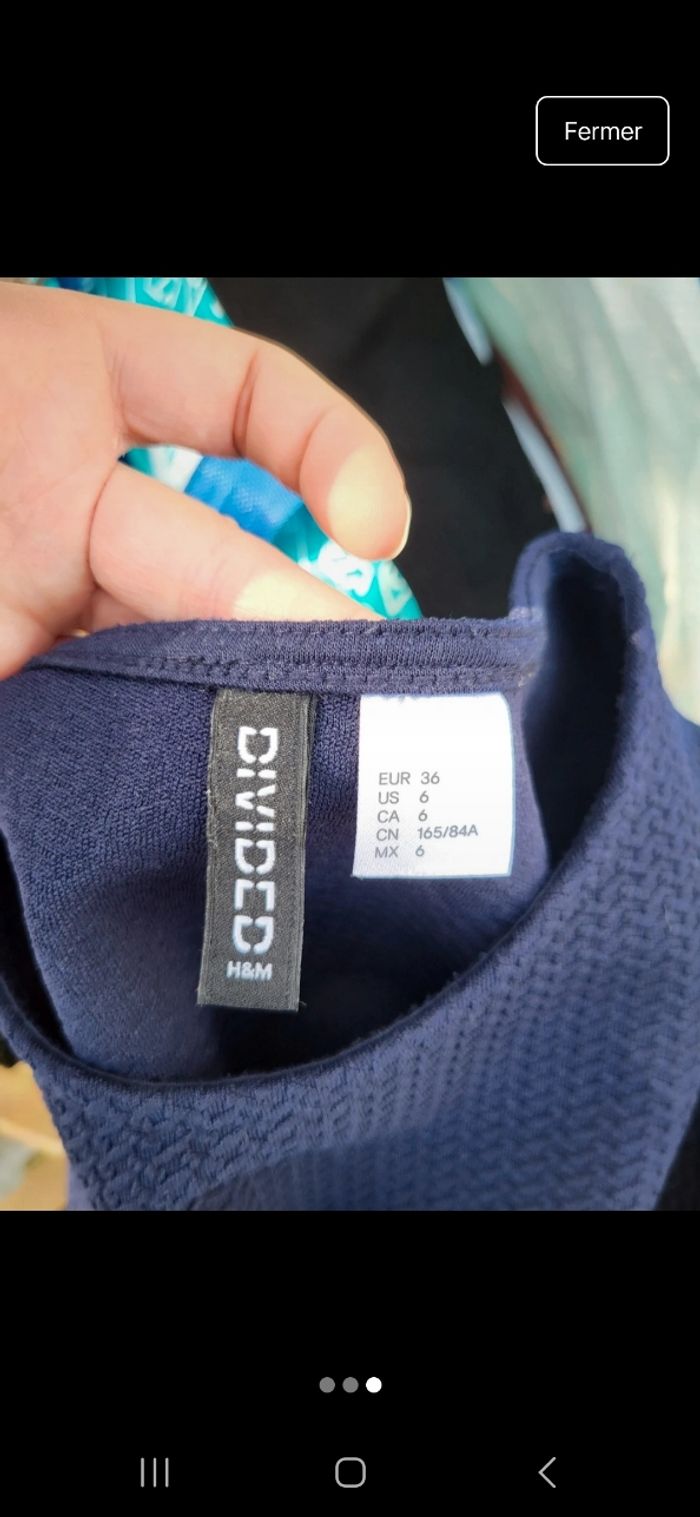 Fermer
DIVIDED
H&M
EUR 36
US 6
CA 6
CN 165/84A
MX 6